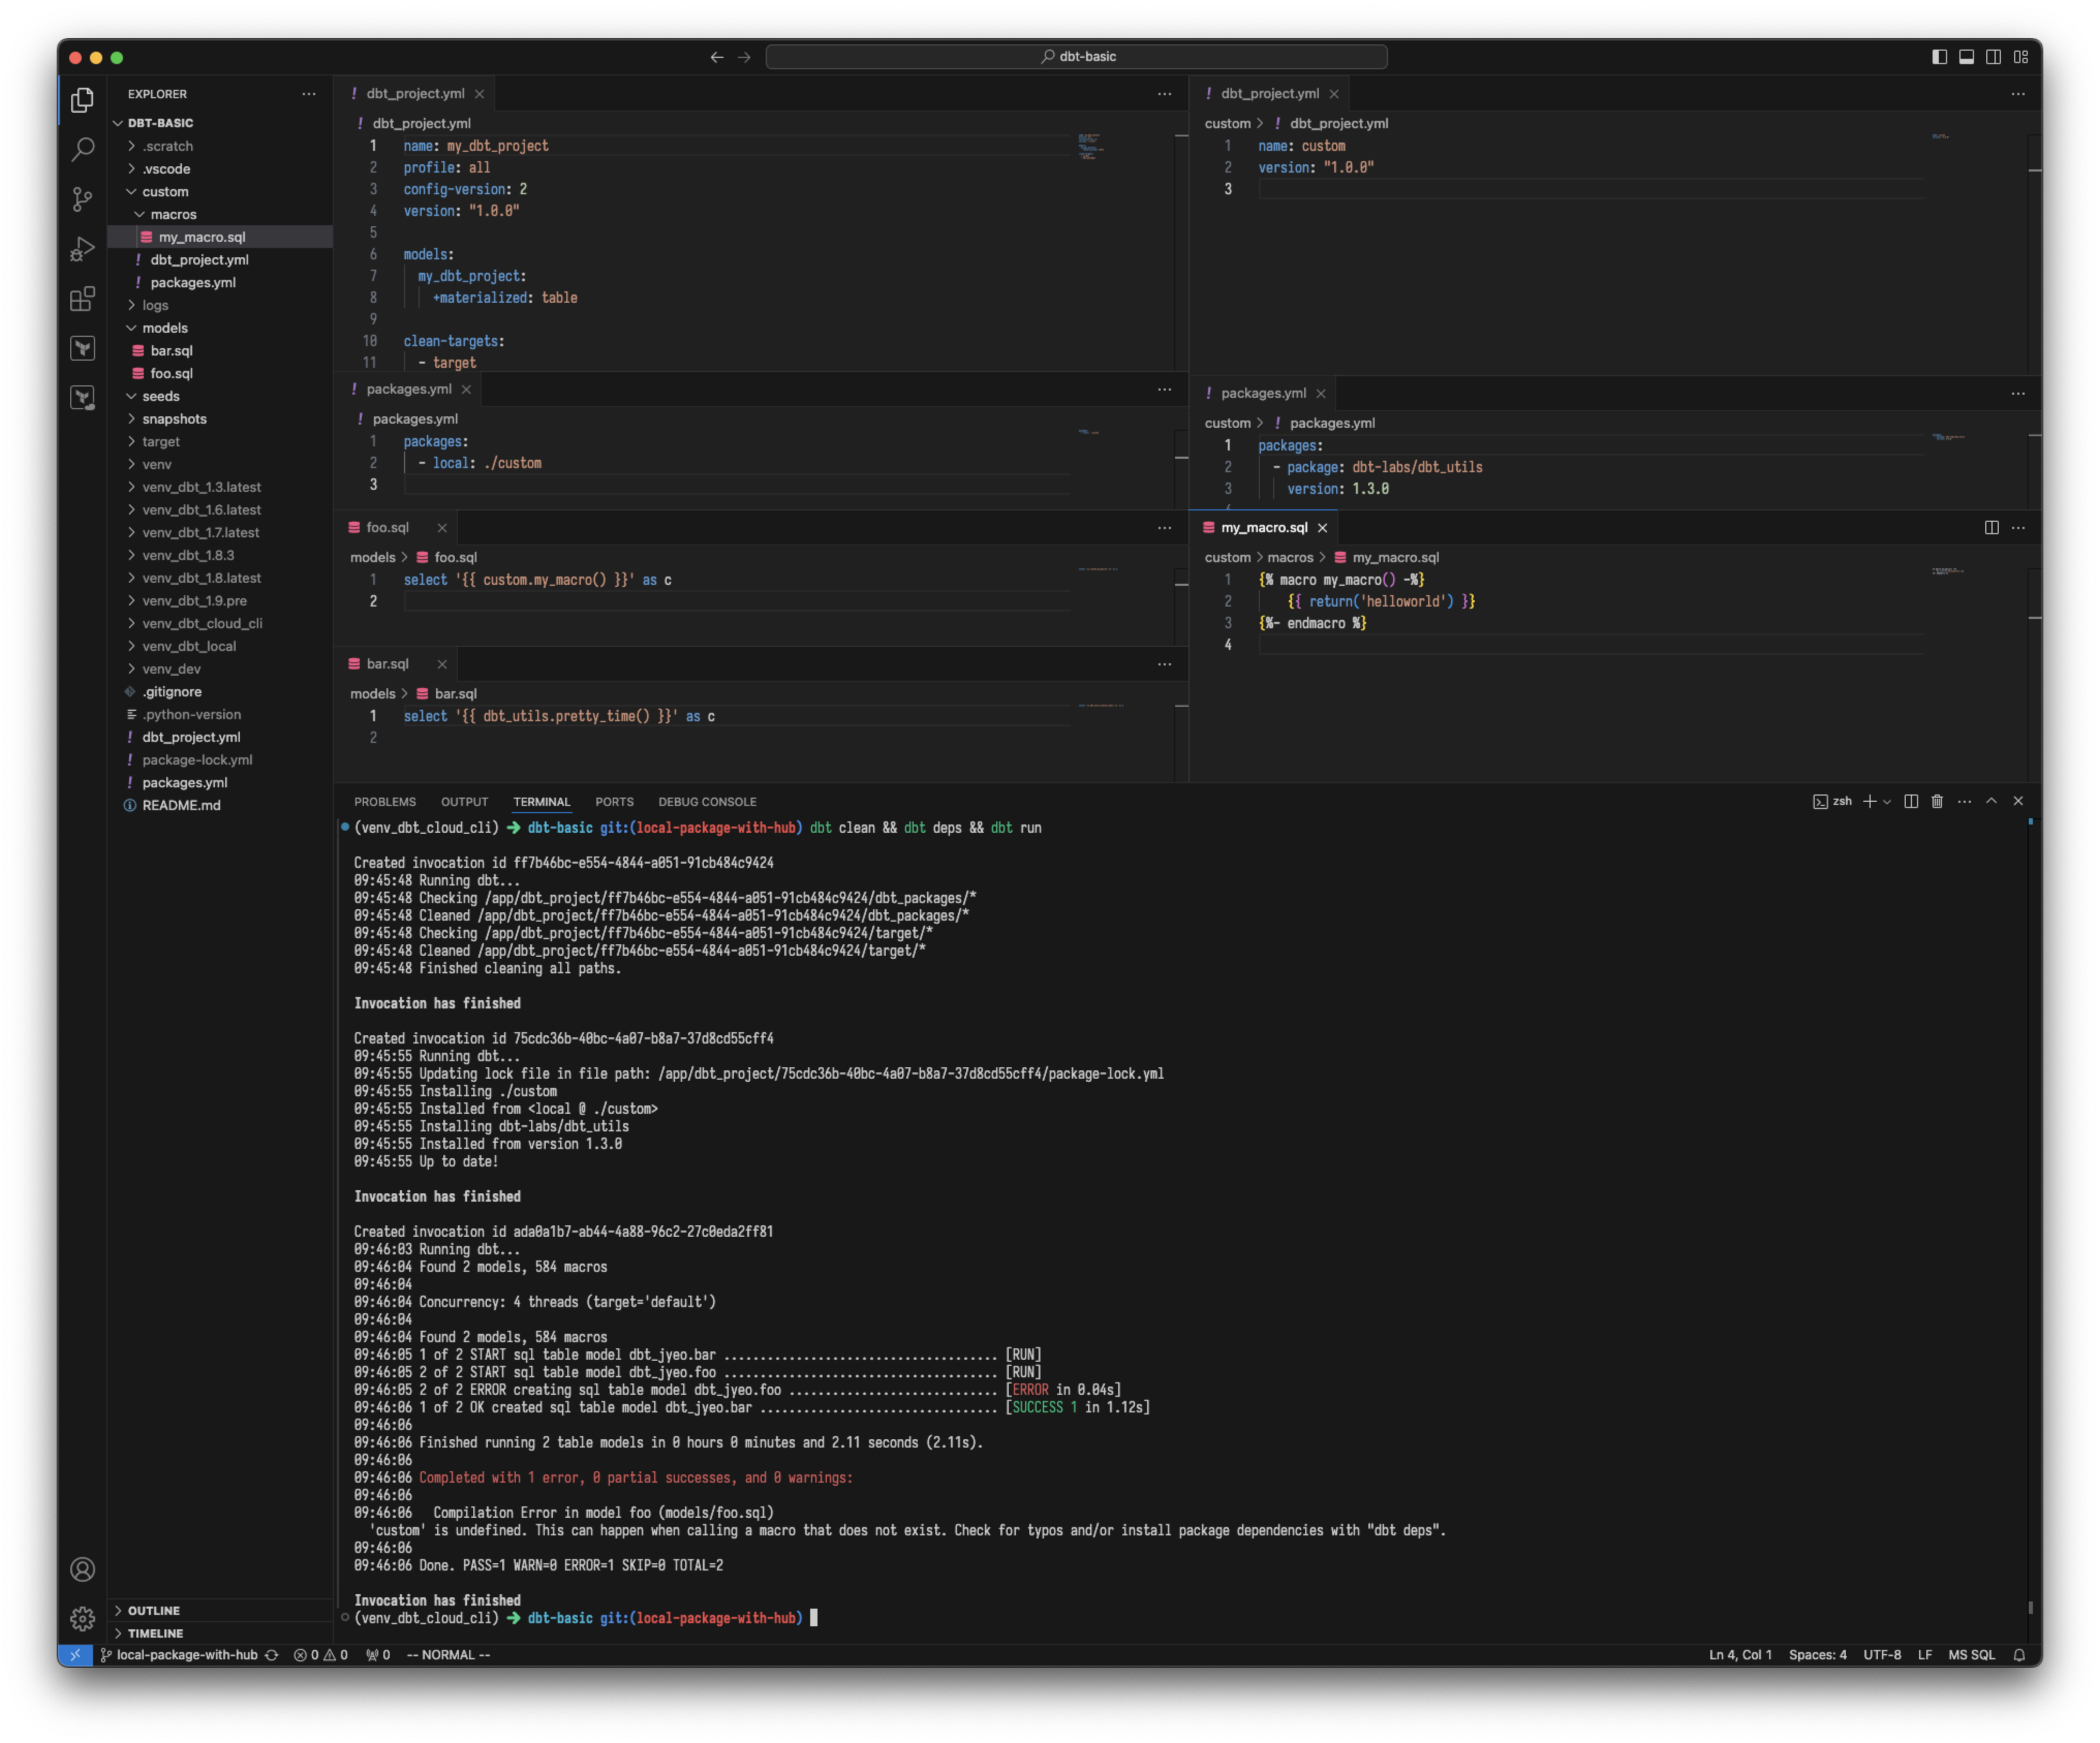 dbt-basic
EXPLORER
DBT-BASIC
.scratch
.vscode
custom
macros
my_macro.sql
dbt_project.yml
packages.yml
logs
models
bar.sql
foo.sql
seeds
snapshots
target
venv
venv_dbt_1.3.latest
venv_dbt_1.6.latest
venv_dbt_1.7.latest
venv_dbt_1.8.3
venv_dbt_1.8.latest
venv_dbt_1.9.pre
venv_dbt_cloud_cli
venv_dbt_local
venv_dev
.gitignore
.python-version
dbt_project.yml
package-lock.yml
packages.yml
README.md
OUTLINE
TIMELINE
! dbt_project.yml
! dbt_project.yml
1 name: my_dbt_project
2 profile: all
3 config-version: 2
4 version: "1.0.0"
5
6 models:
7 my_dbt_project:
8 +materialized: table
9
10 clean-targets:
11 - target
! packages.yml
! packages.yml
1 packages:
2 - local: ./custom
3
foo.sql
models > foo.sql
1 select '{{ custom.my_macro() }}' as c
2
bar.sql
models > bar.sql
1 select '{{ dbt_utils.pretty_time() }}' as c
2
! dbt_project.yml
custom > ! dbt_project.yml
1 name: custom
2 version: "1.0.0"
3
! packages.yml
custom > ! packages.yml
1 packages:
2 - package: dbt-labs/dbt_utils
3 version: 1.3.0
my_macro.sql
custom > macros > my_macro.sql
1 {% macro my_macro() -%}
2 {{ return('helloworld') }}
3 {%- endmacro %}
4
PROBLEMS OUTPUT TERMINAL PORTS DEBUG CONSOLE
zsh
(venv_dbt_cloud_cli) ➜ dbt-basic git:(local-package-with-hub) dbt clean && dbt deps && dbt run
Created invocation id ff7b46bc-e554-4844-a051-91cb484c9424
09:45:48 Running dbt...
09:45:48 Checking /app/dbt_project/ff7b46bc-e554-4844-a051-91cb484c9424/dbt_packages/*
09:45:48 Cleaned /app/dbt_project/ff7b46bc-e554-4844-a051-91cb484c9424/dbt_packages/*
09:45:48 Checking /app/dbt_project/ff7b46bc-e554-4844-a051-91cb484c9424/target/*
09:45:48 Cleaned /app/dbt_project/ff7b46bc-e554-4844-a051-91cb484c9424/target/*
09:45:48 Finished cleaning all paths.
Invocation has finished
Created invocation id 75cdc36b-40bc-4a07-b8a7-37d8cd55cff4
09:45:55 Running dbt...
09:45:55 Updating lock file in file path: /app/dbt_project/75cdc36b-40bc-4a07-b8a7-37d8cd55cff4/package-lock.yml
09:45:55 Installing ./custom
09:45:55 Installed from <local @ ./custom>
09:45:55 Installing dbt-labs/dbt_utils
09:45:55 Installed from version 1.3.0
09:45:55 Up to date!
Invocation has finished
Created invocation id ada0a1b7-ab44-4a88-96c2-27c0eda2ff81
09:46:03 Running dbt...
09:46:04 Found 2 models, 584 macros
09:46:04
09:46:04 Concurrency: 4 threads (target='default')
09:46:04
09:46:04 Found 2 models, 584 macros
09:46:05 1 of 2 START sql table model dbt_jyeo.bar ...................................... [RUN]
09:46:05 2 of 2 START sql table model dbt_jyeo.foo ...................................... [RUN]
09:46:05 2 of 2 ERROR creating sql table model dbt_jyeo.foo ............................. [ERROR in 0.04s]
09:46:06 1 of 2 OK created sql table model dbt_jyeo.bar ................................. [SUCCESS 1 in 1.12s]
09:46:06
09:46:06 Finished running 2 table models in 0 hours 0 minutes and 2.11 seconds (2.11s).
09:46:06
09:46:06 Completed with 1 error, 0 partial successes, and 0 warnings:
09:46:06
09:46:06 Compilation Error in model foo (models/foo.sql)
'custom' is undefined. This can happen when calling a macro that does not exist. Check for typos and/or install package dependencies with "dbt deps".
09:46:06
09:46:06 Done. PASS=1 WARN=0 ERROR=1 SKIP=0 TOTAL=2
Invocation has finished
(venv_dbt_cloud_cli) ➜ dbt-basic git:(local-package-with-hub)
local-package-with-hub 0 0 0 -- NORMAL -- Ln 4, Col 1 Spaces: 4 UTF-8 LF MS SQL